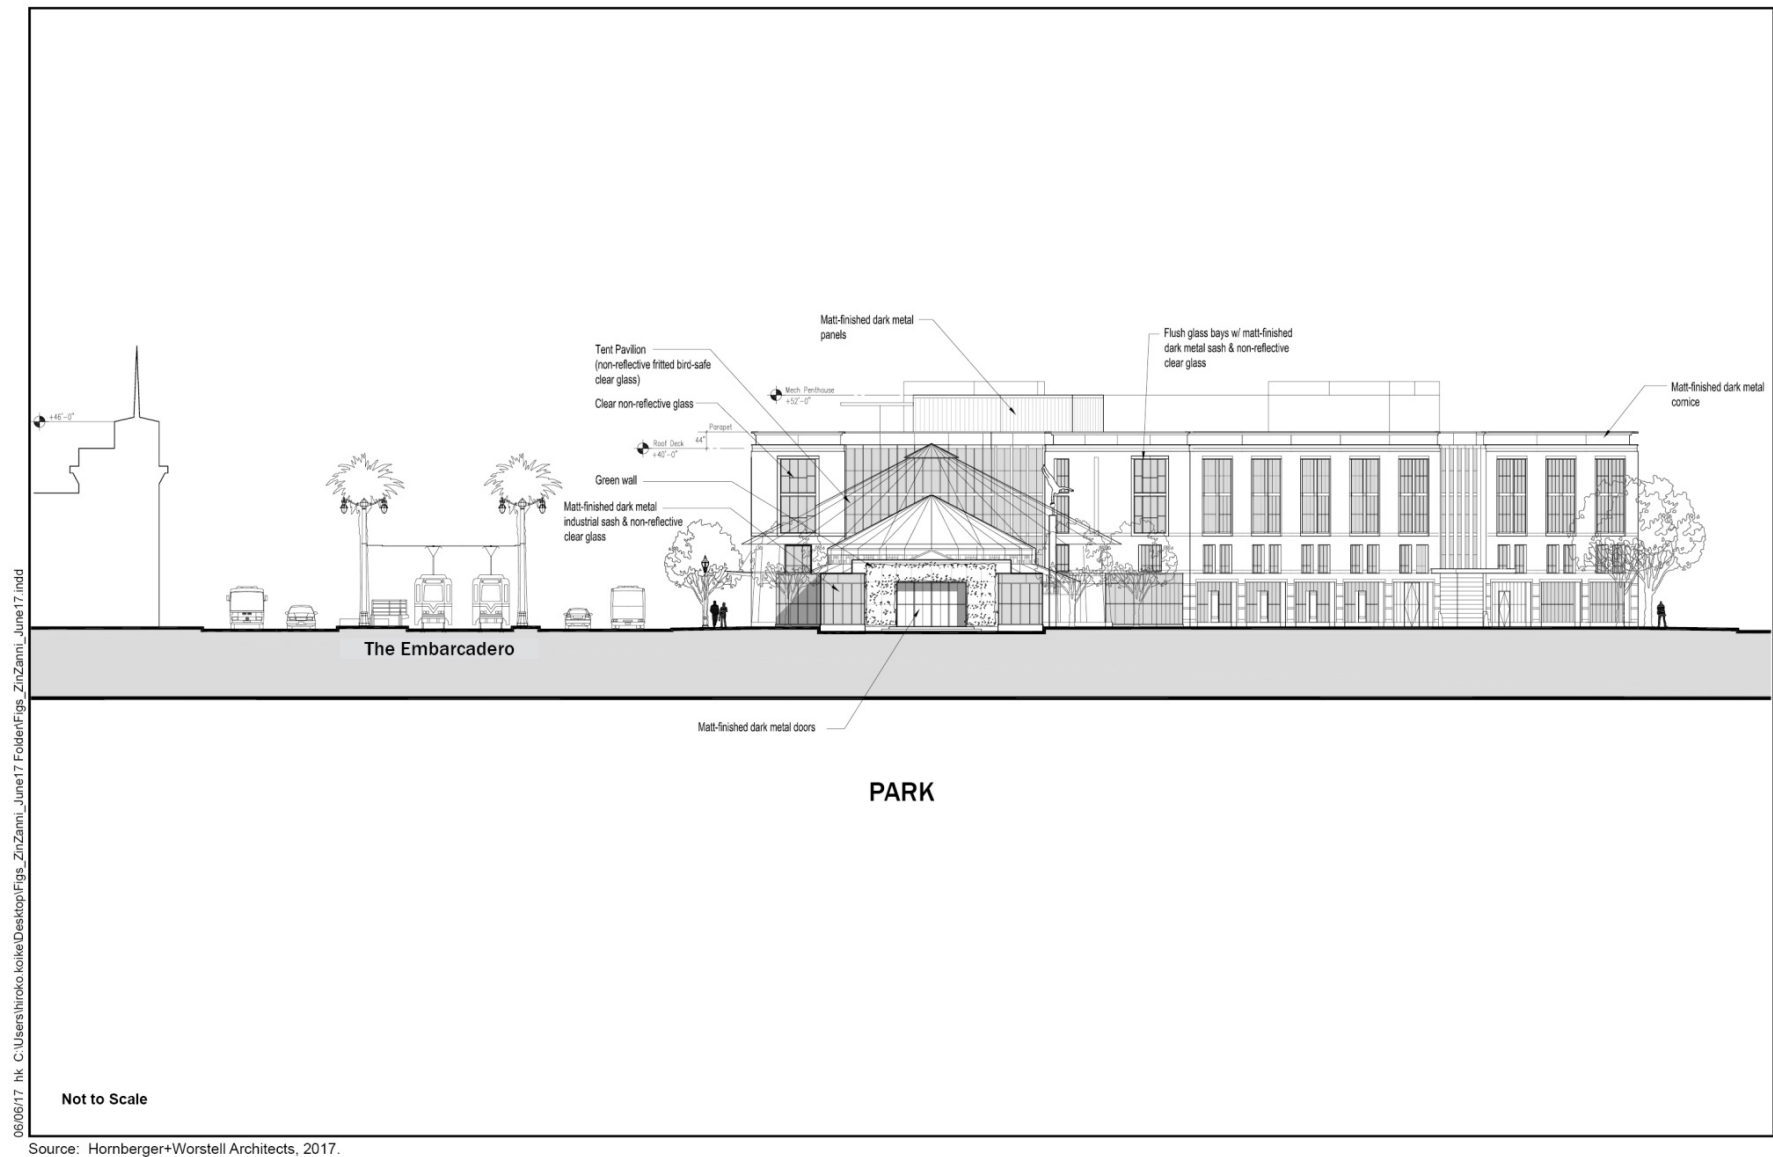 Matt-finished dark metal
panels
Flush glass bays w/ matt-finished
dark metal sash & non-reflective
clear glass
Tent Pavilion
(non-reflective fritted bird-safe
clear glass)
Matt-finished dark metal
cornice
Mech Penthouse
+52'-0"
Clear non-reflective glass
+46'-0"
Parapet
44"
Roof Deck
+40'-0"
Green wall
Matt-finished dark metal
industrial sash & non-reflective
clear glass
The Embarcadero
Matt-finished dark metal doors
PARK
Not to Scale
06/06/17 hk C:\Users\hiroko.koike\Desktop\Figs_ZinZanni_June17 Folder\Figs_ZinZanni_June17.indd
Source: Hornberger+Worstell Architects, 2017.